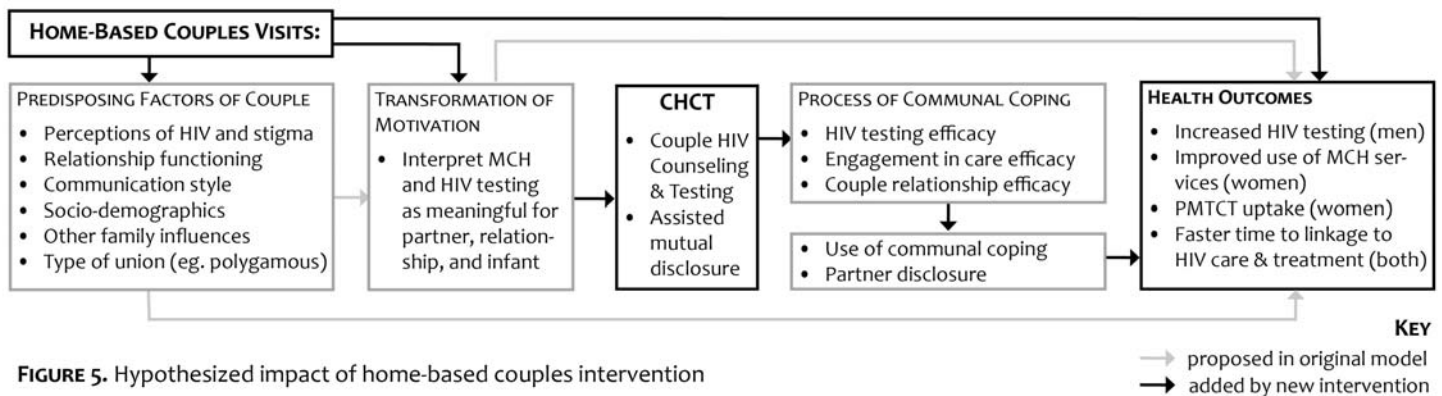 HOME-BASED COUPLES VISITS:
PREDISPOSING FACTORS OF COUPLE
• Perceptions of HIV and stigma
• Relationship functioning
• Communication style
• Socio-demographics
• Other family influences
• Type of union (eg. polygamous)
TRANSFORMATION OF
MOTIVATION
• Interpret MCH
and HIV testing
as meaningful for
partner, relation-
ship, and infant
CHCT
• Couple HIV
Counseling
& Testing
• Assisted
mutual
disclosure
PROCESS OF COMMUNAL COPING
• HIV testing efficacy
• Engagement in care efficacy
• Couple relationship efficacy
• Use of communal coping
• Partner disclosure
HEALTH OUTCOMES
• Increased HIV testing (men)
• Improved use of MCH ser-
vices (women)
• PMTCT uptake (women)
• Faster time to linkage to
HIV care & treatment (both)
KEY
proposed in original model
added by new intervention
FIGURE 5. Hypothesized impact of home-based couples intervention